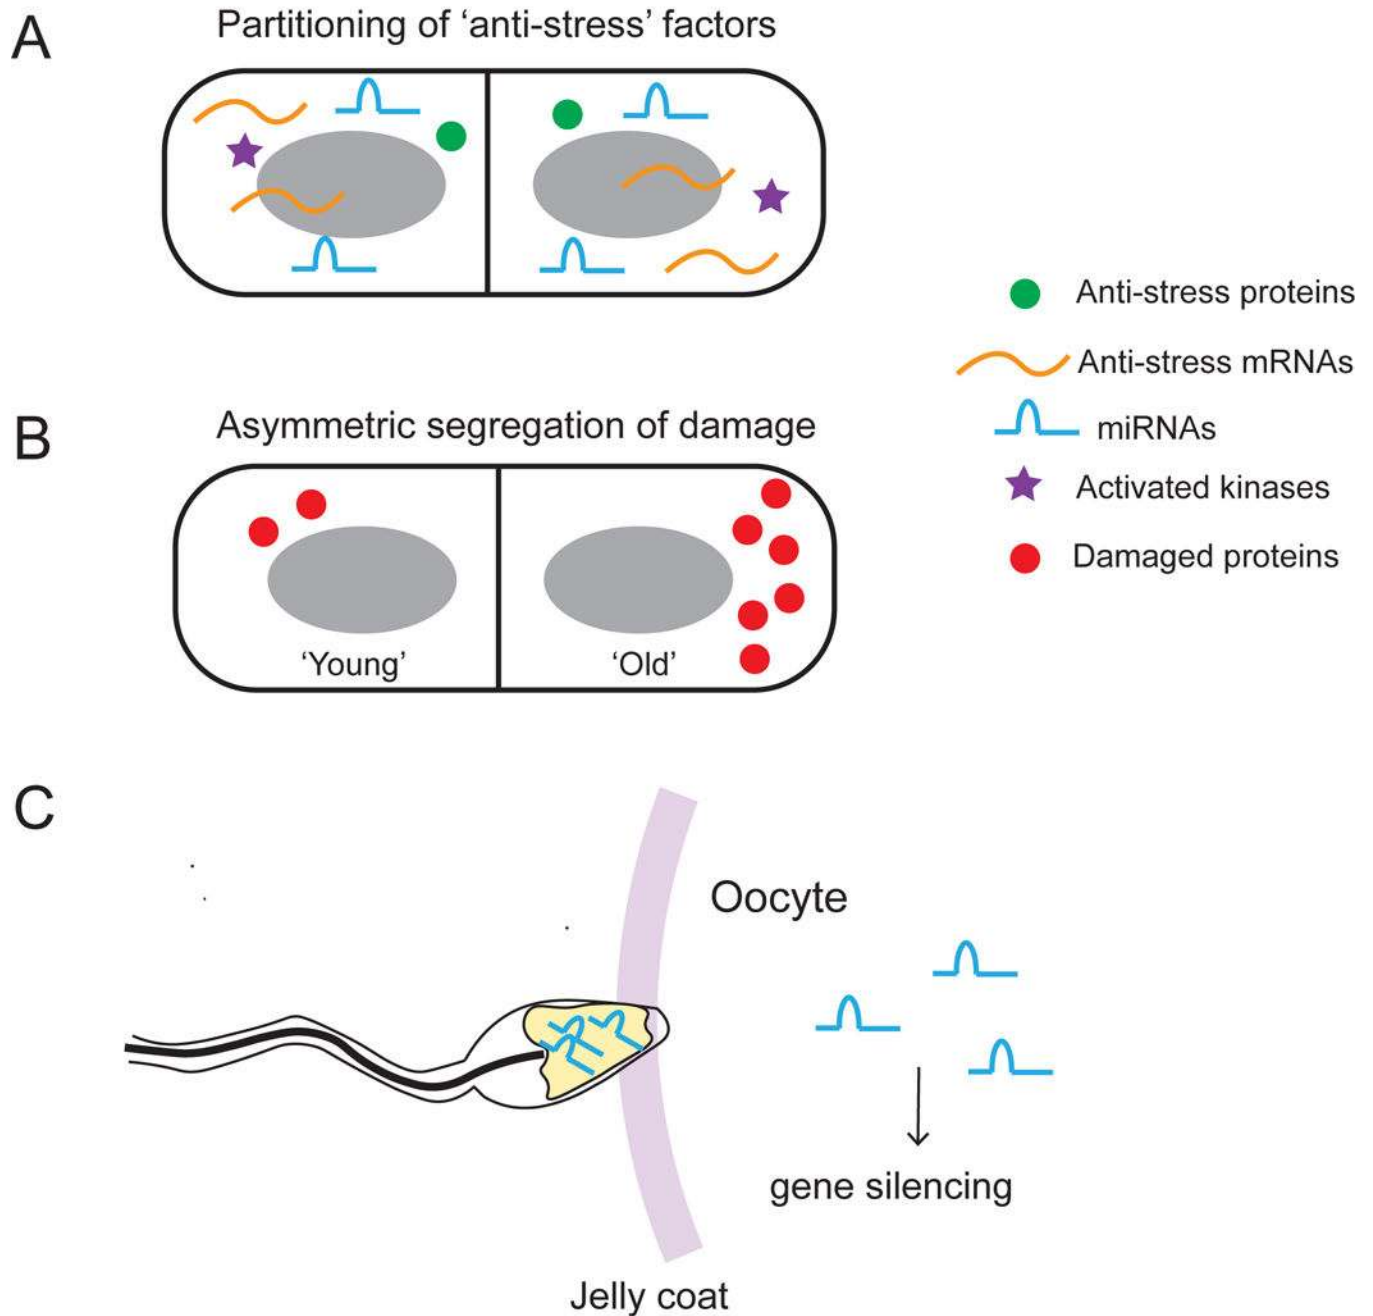 A
Partitioning of ‘anti-stress’ factors
Anti-stress proteins
Anti-stress mRNAs
miRNAs
Activated kinases
Damaged proteins
B
Asymmetric segregation of damage
‘Young’
‘Old’
C
Oocyte
gene silencing
Jelly coat